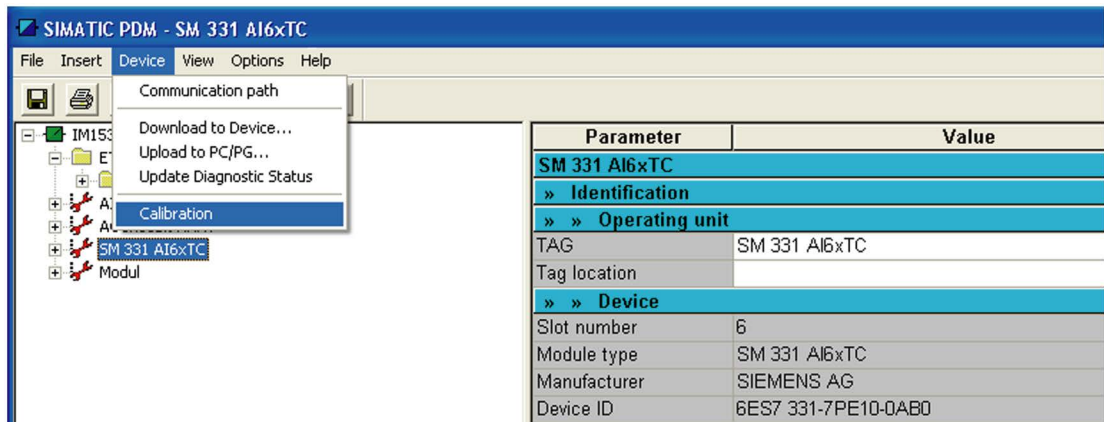 SIMATIC PDM - SM 331 AI6xTC
File Insert Device View Options Help
Communication path
Download to Device...
Upload to PC/PG...
Update Diagnostic Status
Calibration
IM153
SM 331 AI6xTC
Modul
Parameter Value
SM 331 AI6xTC
» Identification
» » Operating unit
TAG SM 331 AI6xTC
Tag location
» » Device
Slot number 6
Module type SM 331 AI6xTC
Manufacturer SIEMENS AG
Device ID 6ES7 331-7PE10-0AB0